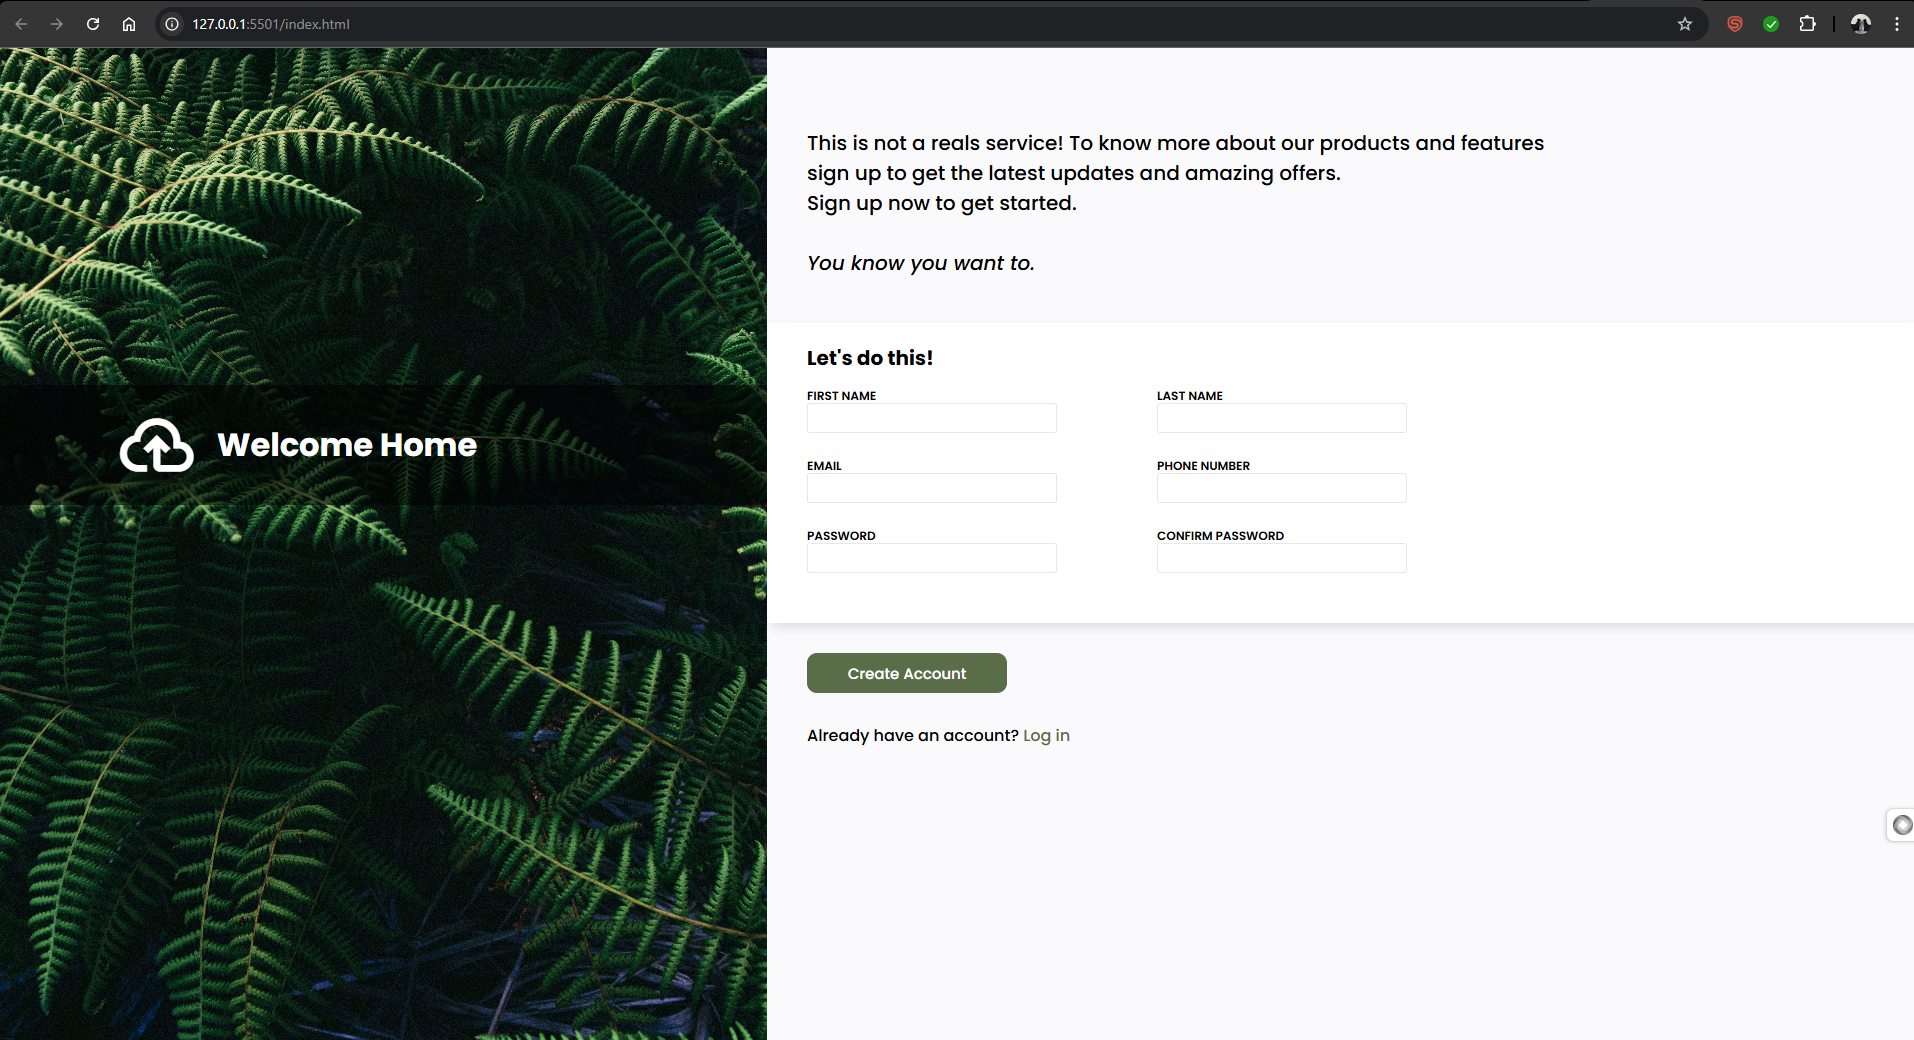 127.0.0.1:5501/index.html
This is not a reals service! To know more about our products and features
sign up to get the latest updates and amazing offers.
Sign up now to get started.
You know you want to.
Welcome Home
Let's do this!
FIRST NAME
LAST NAME
EMAIL
PHONE NUMBER
PASSWORD
CONFIRM PASSWORD
Create Account
Already have an account? Log in